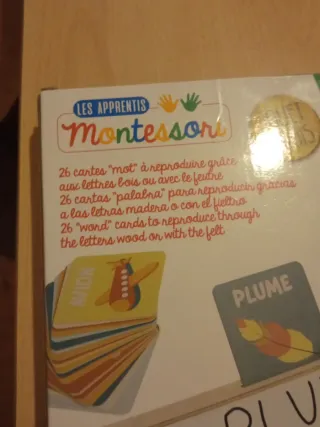 LES APPRENTIS
Montessori
26 cartes "mot" à reproduire grâce
aux lettres bois ou avec le feutre
26 cartas "palabra" para reproducir gracias
a las letras madera o con el fieltro
26 "word" cards to reproduce through
the letters wood or with the felt
AVION
PLUME
PLU